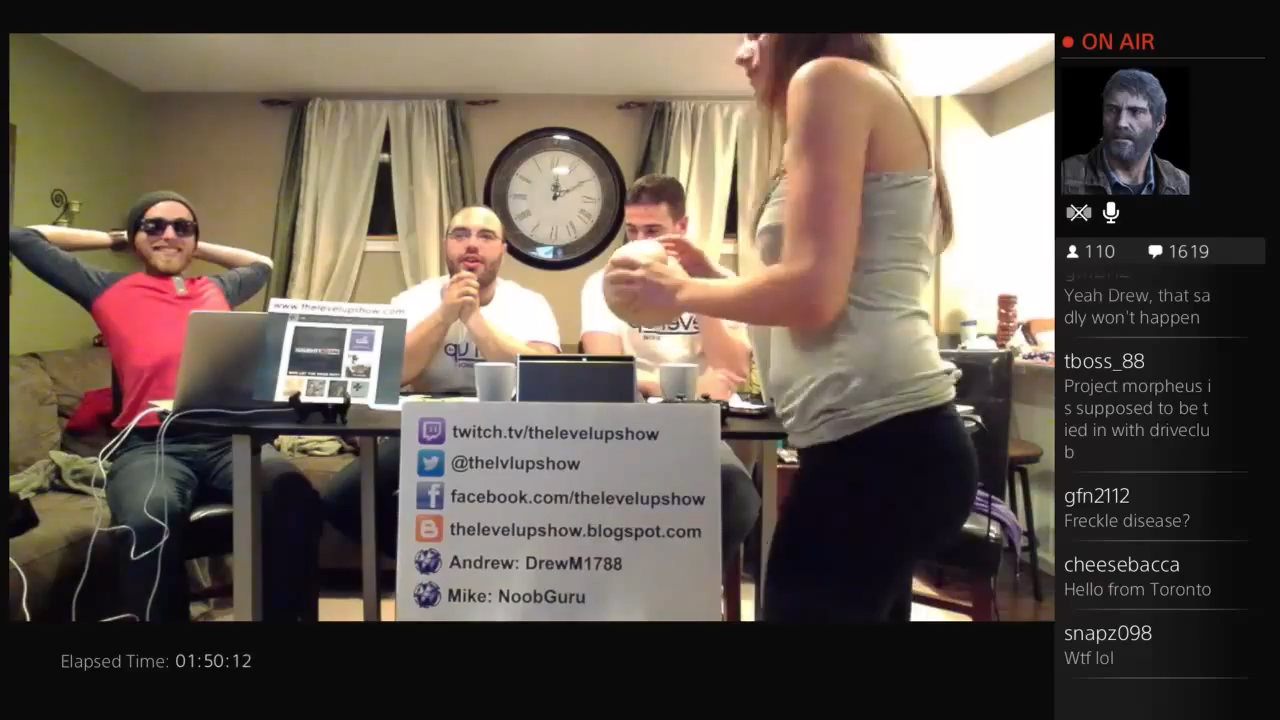 ON AIR
110 1619
Yeah Drew, that sa
dly won't happen
tboss_88
Project morpheus i
s supposed to be t
ied in with driveclu
b
gfn2112
Freckle disease?
cheesebacca
Hello from Toronto
snapz098
Wtf lol
www.thelevelupshow.com
twitch.tv/thelevelupshow
@thelvlupshow
facebook.com/thelevelupshow
thelevelupshow.blogspot.com
Andrew: DrewM1788
Mike: NoobGuru
Elapsed Time: 01:50:12